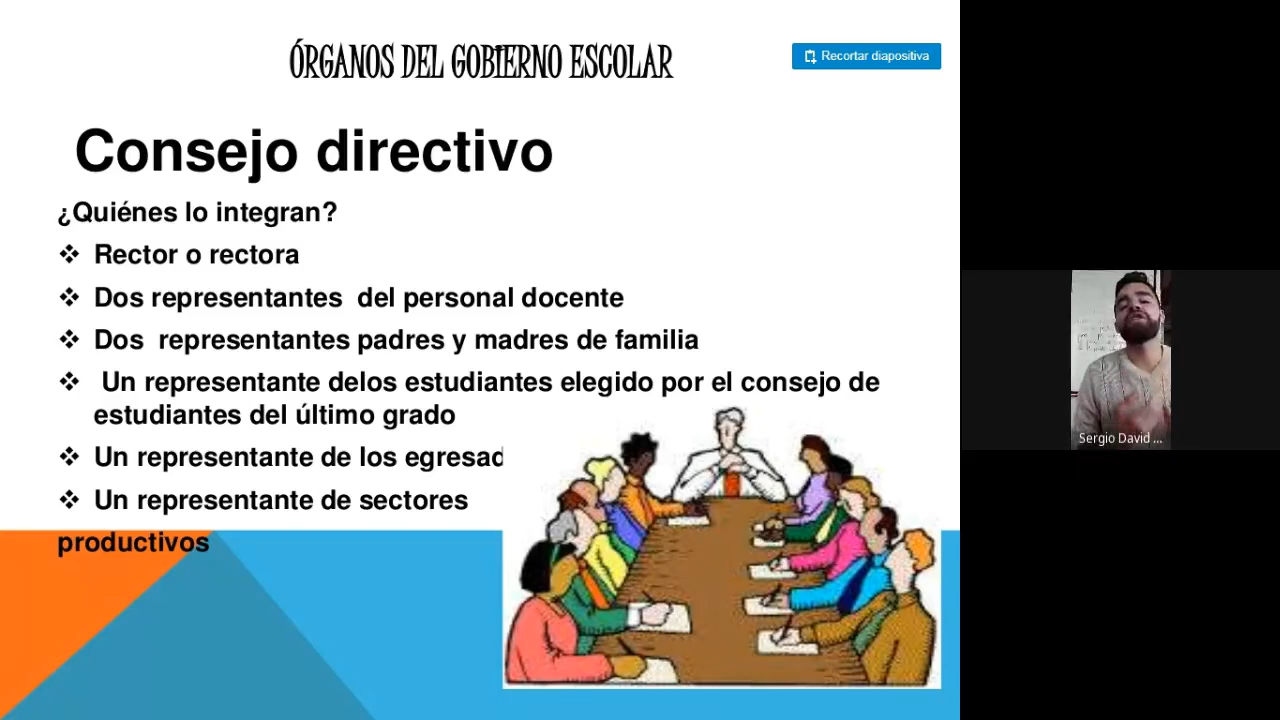 ÓRGANOS DEL GOBIERNO ESCOLAR
Recortar diapositiva
Consejo directivo
¿Quiénes lo integran?
❖ Rector o rectora
❖ Dos representantes del personal docente
❖ Dos representantes padres y madres de familia
❖ Un representante delos estudiantes elegido por el consejo de
estudiantes del último grado
❖ Un representante de los egresad
❖ Un representante de sectores
productivos
Sergio David ...